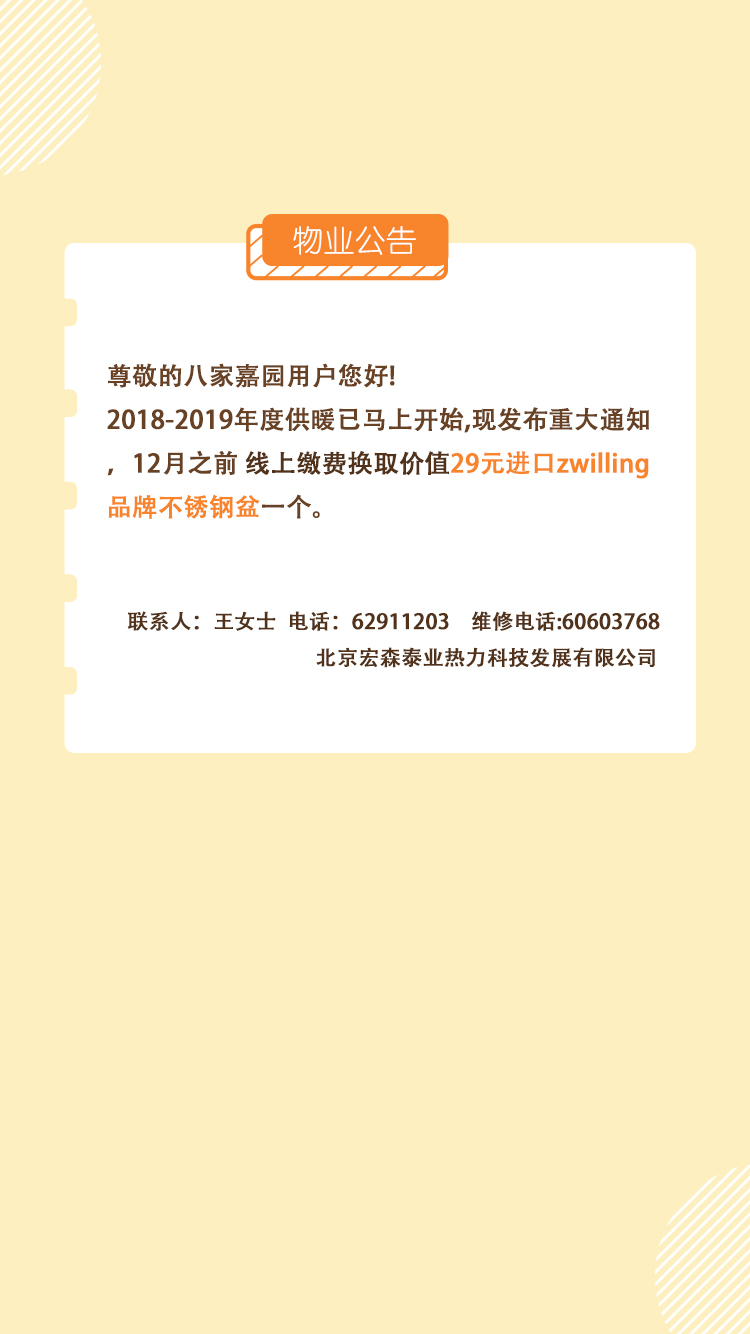 物业公告
尊敬的八家嘉园用户您好!
2018-2019年度供暖已马上开始,现发布重大通知
，12月之前 线上缴费换取价值29元进口zwilling
品牌不锈钢盆一个。
联系人：王女士 电话：62911203 维修电话:60603768
北京宏森泰业热力科技发展有限公司